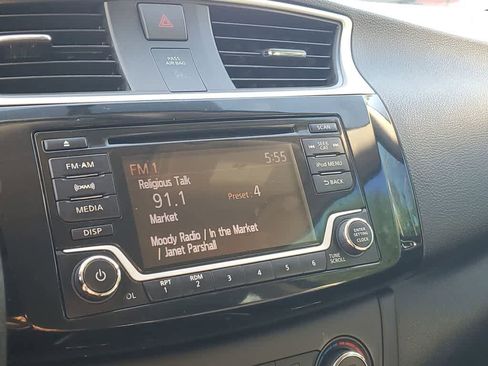 PASS
AIR BAG
SCAN
FM·AM
MEDIA
DISP
FM 1
5:55
Religious Talk
91.1
Preset: 4
Market
Moody Radio / In the Market
/ Janet Parshall
SEEK
CAT
iPod MENU
BACK
ENTER
SETTING
CLOCK
TUNE
SCROLL
OL
RPT
1
RDM
2
3
4
5
6